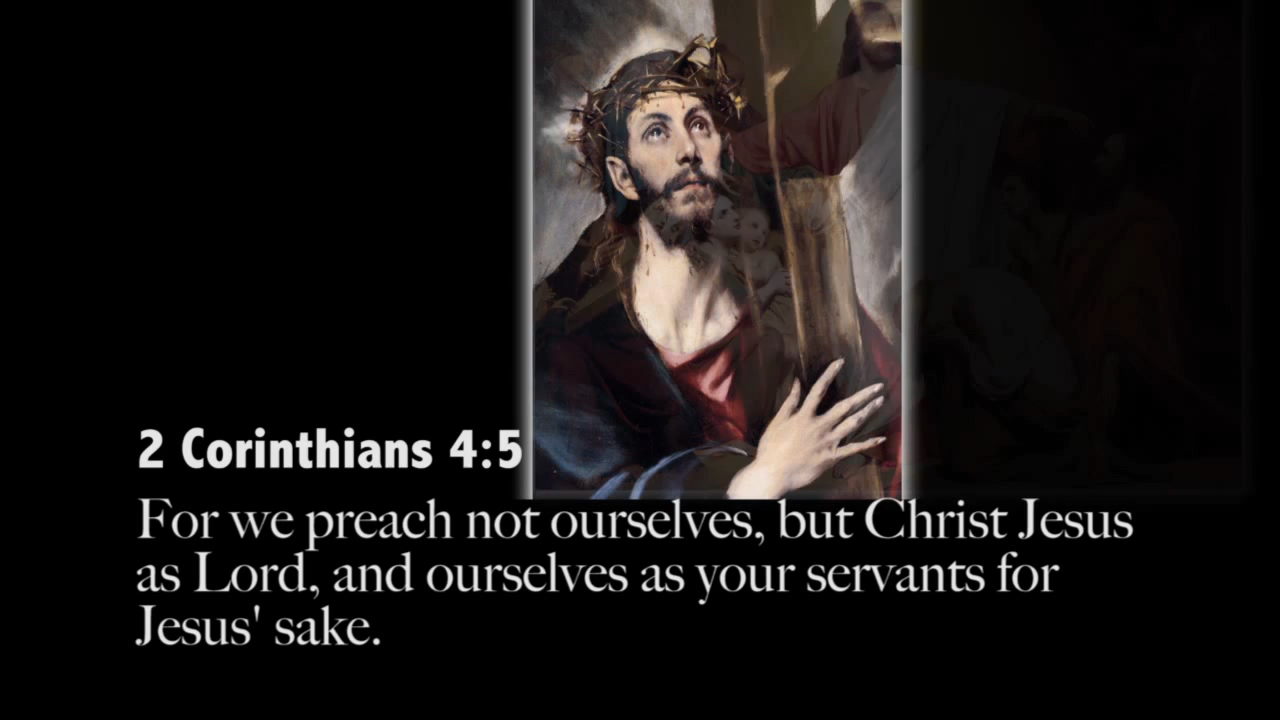 2 Corinthians 4:5
For we preach not ourselves, but Christ Jesus
as Lord, and ourselves as your servants for
Jesus' sake.